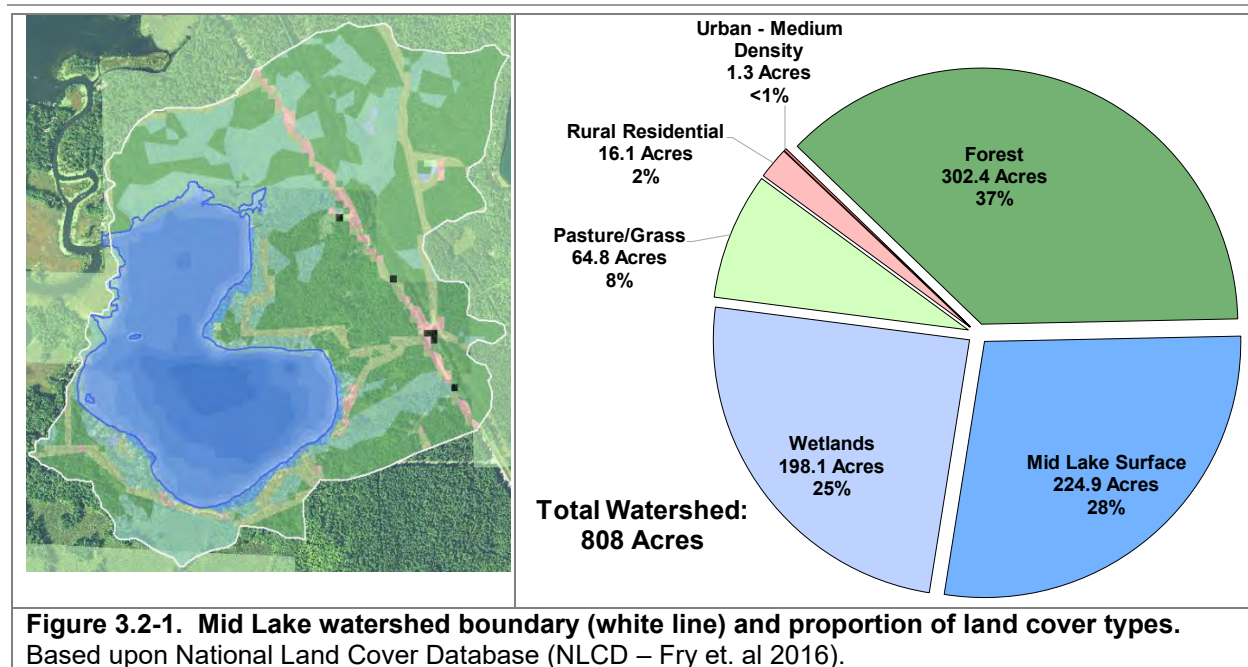 Urban - Medium
Density
1.3 Acres
<1%
Rural Residential
16.1 Acres
2%
Pasture/Grass
64.8 Acres
8%
Forest
302.4 Acres
37%
Wetlands
198.1 Acres
25%
Mid Lake Surface
224.9 Acres
28%
Total Watershed:
808 Acres
Figure 3.2-1. Mid Lake watershed boundary (white line) and proportion of land cover types.
Based upon National Land Cover Database (NLCD – Fry et. al 2016).